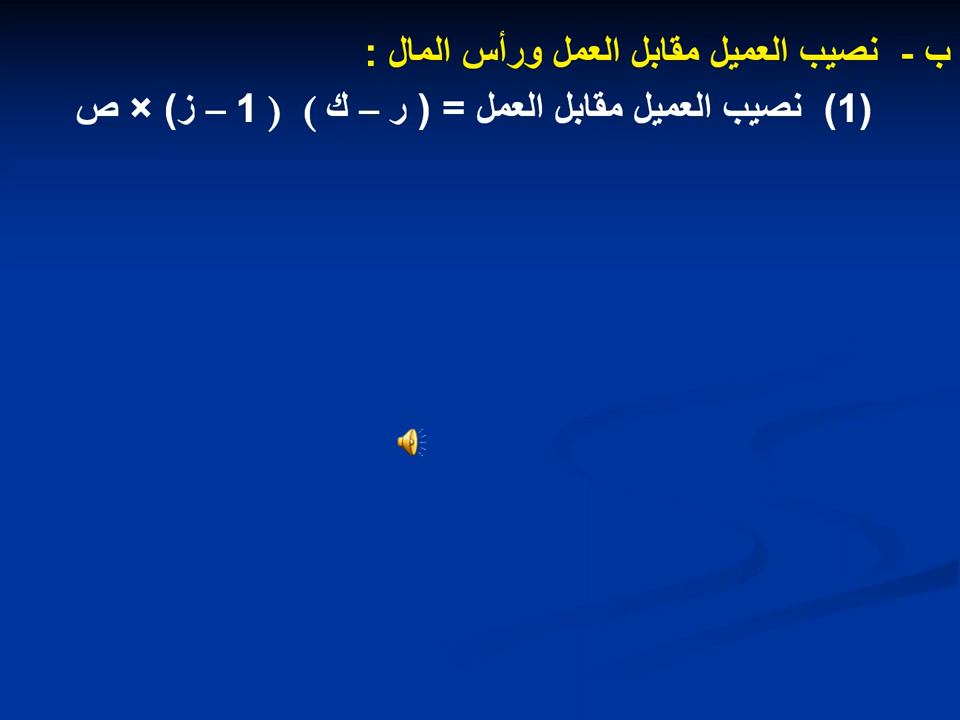 ب - نصيب العميل مقابل العمل ورأس المال :
(1) نصيب العميل مقابل العمل = ( ر – ك ) ( 1 – ز) × ص